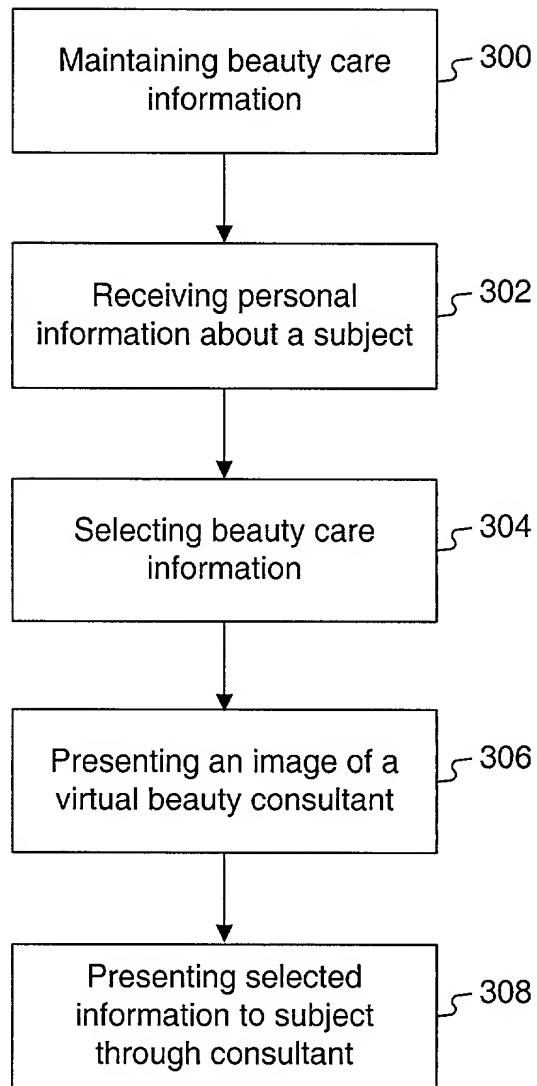 Maintaining beauty care
information
300
Receiving personal
information about a subject
302
Selecting beauty care
information
304
Presenting an image of a
virtual beauty consultant
306
Presenting selected
information to subject
through consultant
308